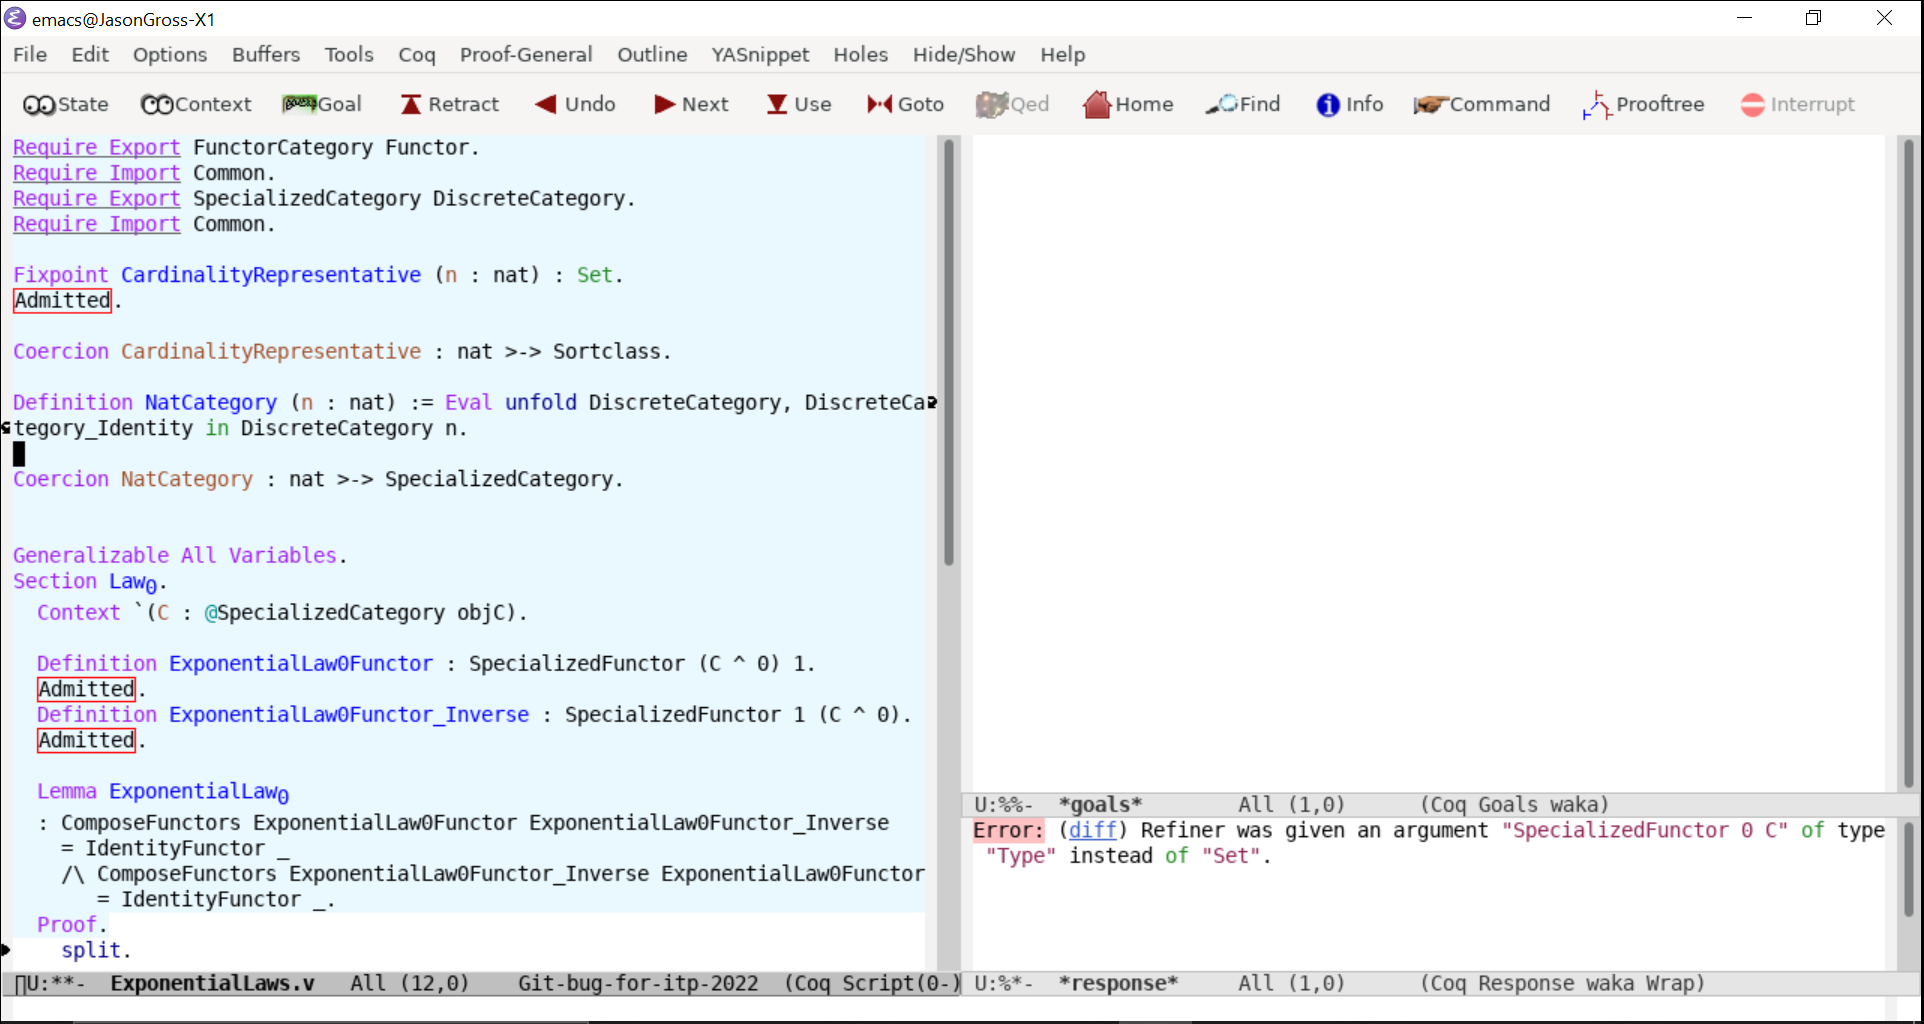 emacs@JasonGross-X1
File Edit Options Buffers Tools Coq Proof-General Outline YASnippet Holes Hide/Show Help
State Context Goal Retract Undo Next Use Goto Qed Home Find Info Command Prooftree Interrupt
Require Export FunctorCategory Functor.
Require Import Common.
Require Export SpecializedCategory DiscreteCategory.
Require Import Common.
Fixpoint CardinalityRepresentative (n : nat) : Set.
Admitted.
Coercion CardinalityRepresentative : nat >-> Sortclass.
Definition NatCategory (n : nat) := Eval unfold DiscreteCategory, DiscreteCa
tegory_Identity in DiscreteCategory n.
Coercion NatCategory : nat >-> SpecializedCategory.
Generalizable All Variables.
Section Law₀.
Context `(C : @SpecializedCategory objC).
Definition ExponentialLaw0Functor : SpecializedFunctor (C ^ 0) 1.
Admitted.
Definition ExponentialLaw0Functor_Inverse : SpecializedFunctor 1 (C ^ 0).
Admitted.
Lemma ExponentialLaw₀
: ComposeFunctors ExponentialLaw0Functor ExponentialLaw0Functor_Inverse
= IdentityFunctor _
/\ ComposeFunctors ExponentialLaw0Functor_Inverse ExponentialLaw0Functor
= IdentityFunctor _.
Proof.
split.
U:**- ExponentialLaws.v All (12,0) Git-bug-for-itp-2022 (Coq Script(0-)
U:%%- *goals* All (1,0) (Coq Goals waka)
Error: (diff) Refiner was given an argument "SpecializedFunctor 0 C" of type
"Type" instead of "Set".
U:%*- *response* All (1,0) (Coq Response waka Wrap)